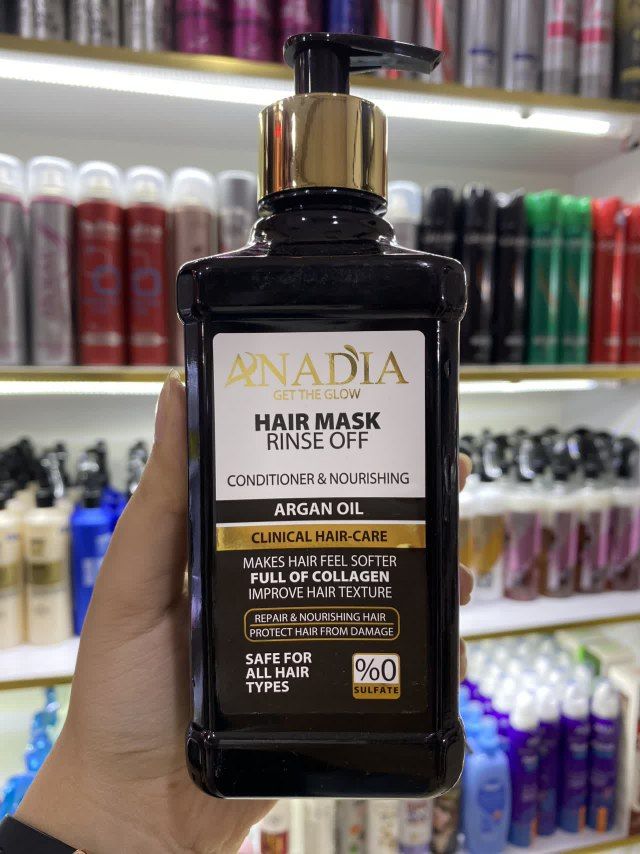 ANADIA
GET THE GLOW
HAIR MASK
RINSE OFF
CONDITIONER & NOURISHING
ARGAN OIL
CLINICAL HAIR-CARE
MAKES HAIR FEEL SOFTER
FULL OF COLLAGEN
IMPROVE HAIR TEXTURE
REPAIR & NOURISHING HAIR
PROTECT HAIR FROM DAMAGE
SAFE FOR
ALL HAIR
TYPES
%0
SULFATE